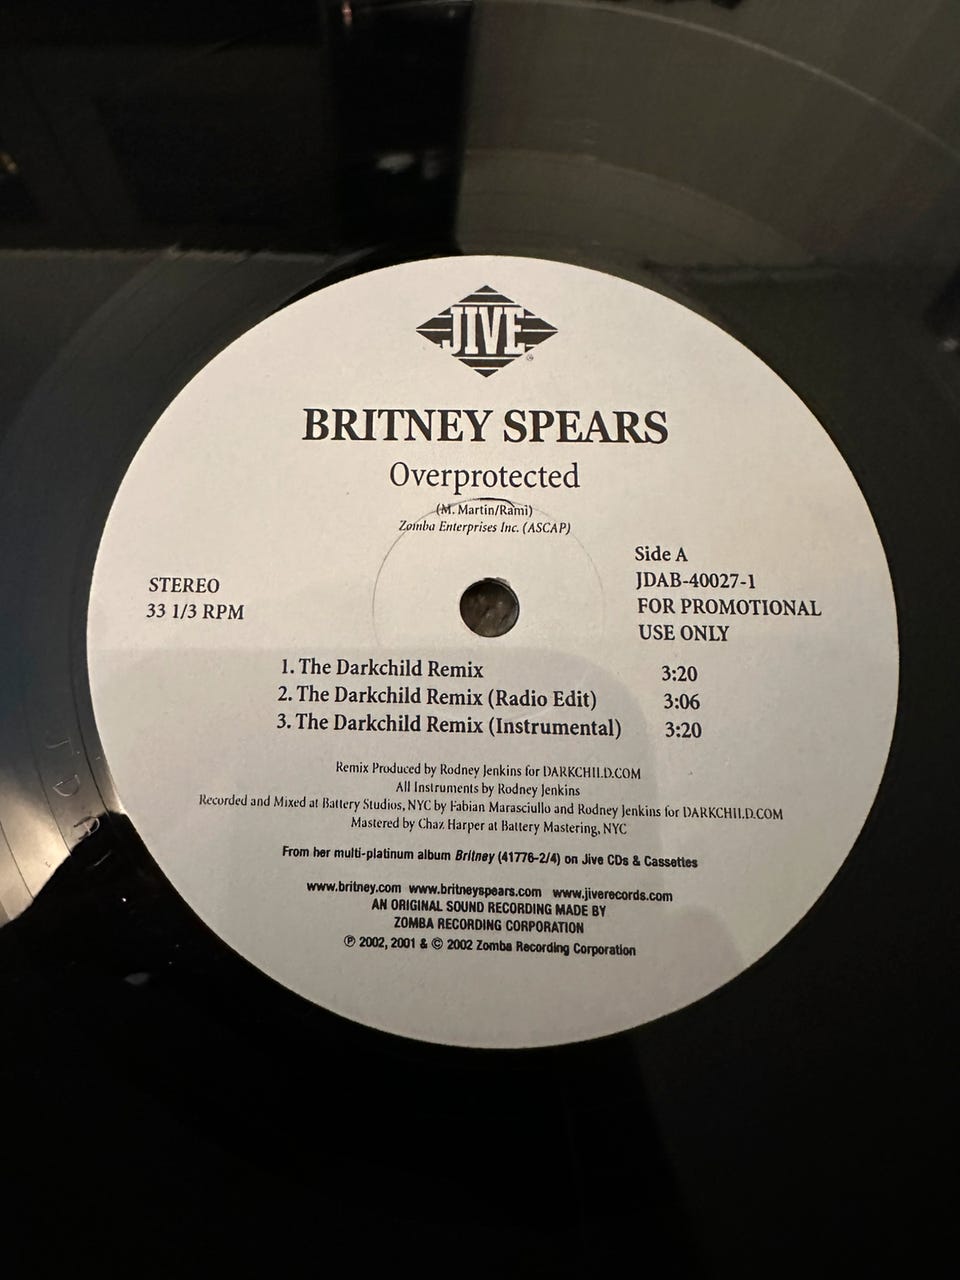 JIVE®
BRITNEY SPEARS
Overprotected
(M. Martin/Rami)
Zomba Enterprises Inc. (ASCAP)
Side A
JDAB-40027-1
FOR PROMOTIONAL
USE ONLY
STEREO
33 1/3 RPM
1. The Darkchild Remix 3:20
2. The Darkchild Remix (Radio Edit) 3:06
3. The Darkchild Remix (Instrumental) 3:20
Remix Produced by Rodney Jenkins for DARKCHILD.COM
All Instruments by Rodney Jenkins
Recorded and Mixed at Battery Studios, NYC by Fabian Marasciullo and Rodney Jenkins for DARKCHILD.COM
Mastered by Chaz Harper at Battery Mastering, NYC
From her multi-platinum album Britney (41776-2/4) on Jive CDs & Cassettes
www.britney.com www.britneyspears.com www.jiverecords.com
AN ORIGINAL SOUND RECORDING MADE BY
ZOMBA RECORDING CORPORATION
℗ 2002, 2001 & © 2002 Zomba Recording Corporation